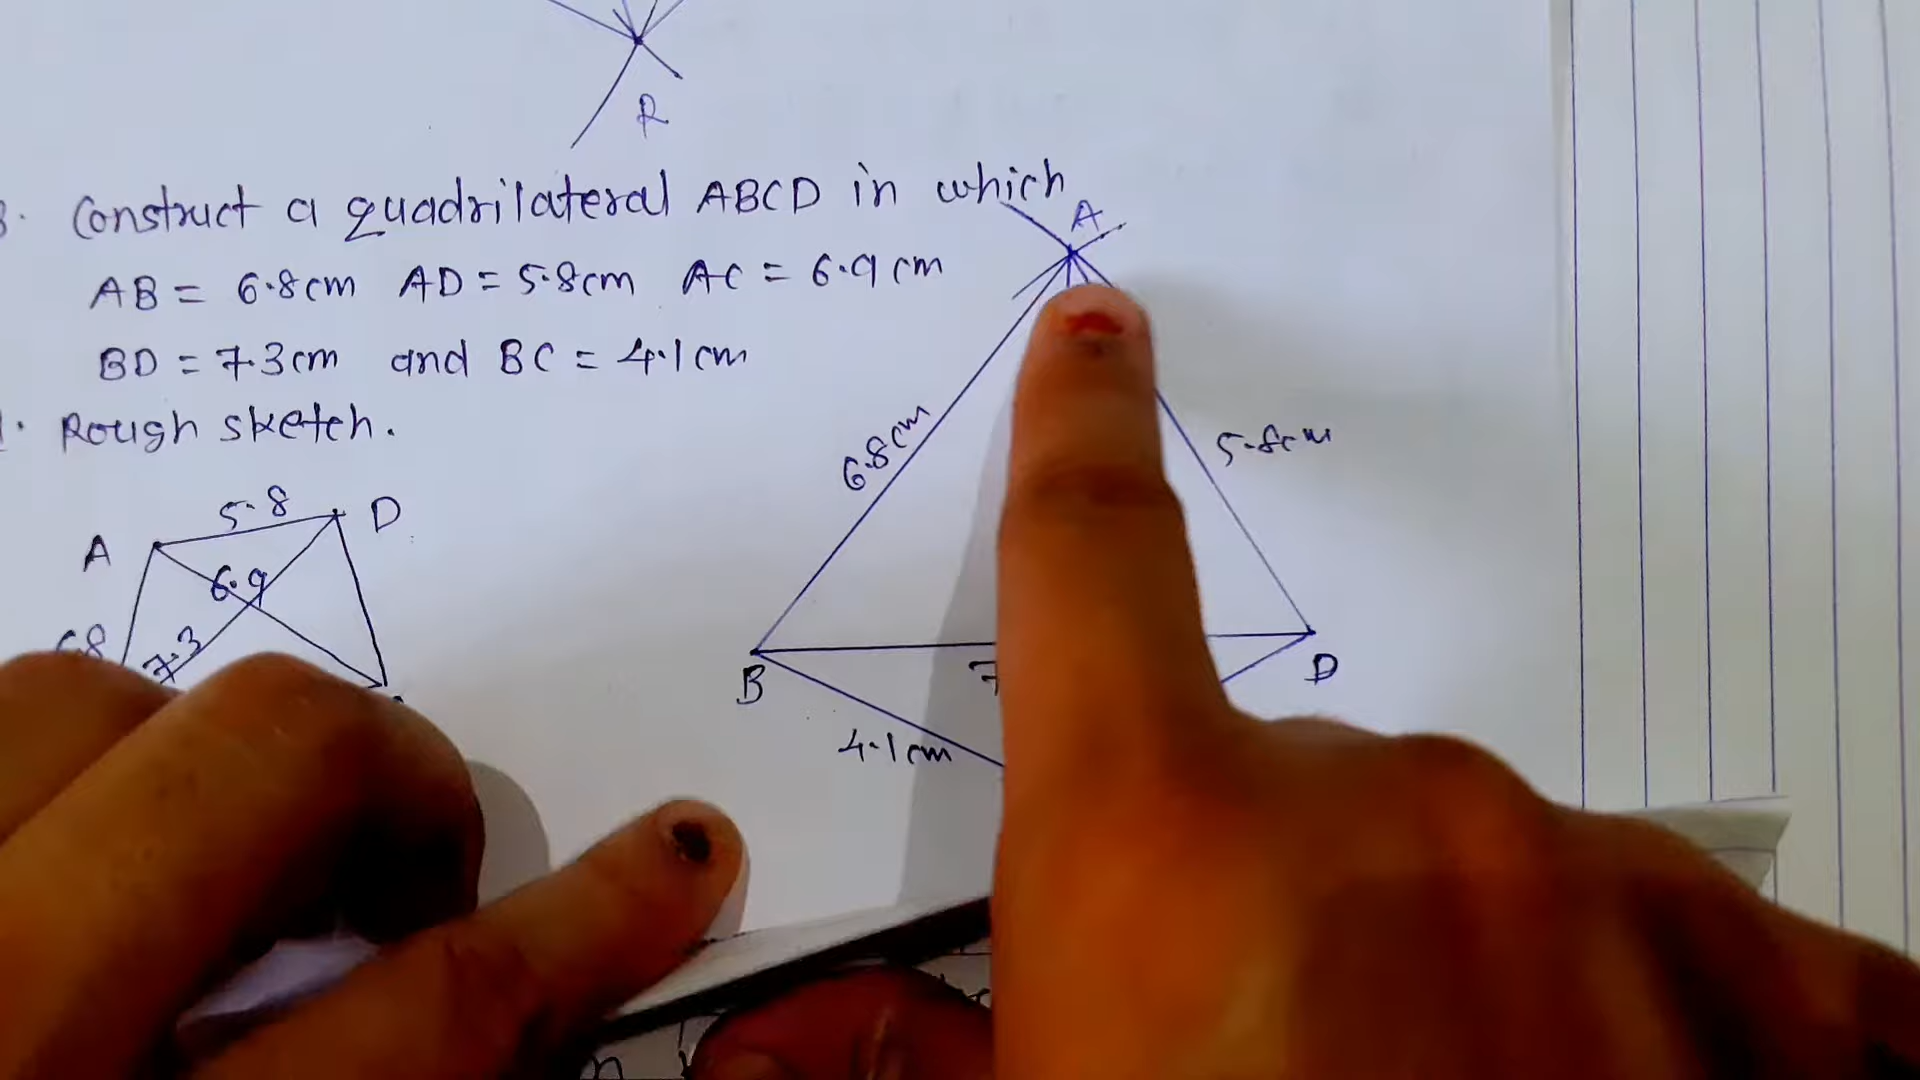 R
3. Construct a quadrilateral ABCD in which
AB = 6.8cm AD = 5.8cm AC = 6.9cm
BD = 7.3cm and BC = 4.1cm
Rough sketch.
A
5.8
D
6.9
7.3
A
6.8cm
5.8cm
B
D
4.1cm